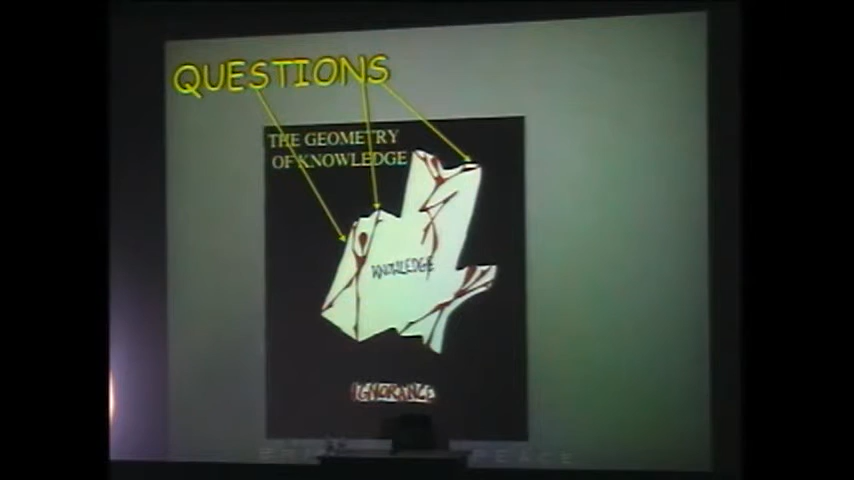 QUESTIONS
THE GEOMETRY
OF KNOWLEDGE
KNOWLEDGE
IGNORANCE